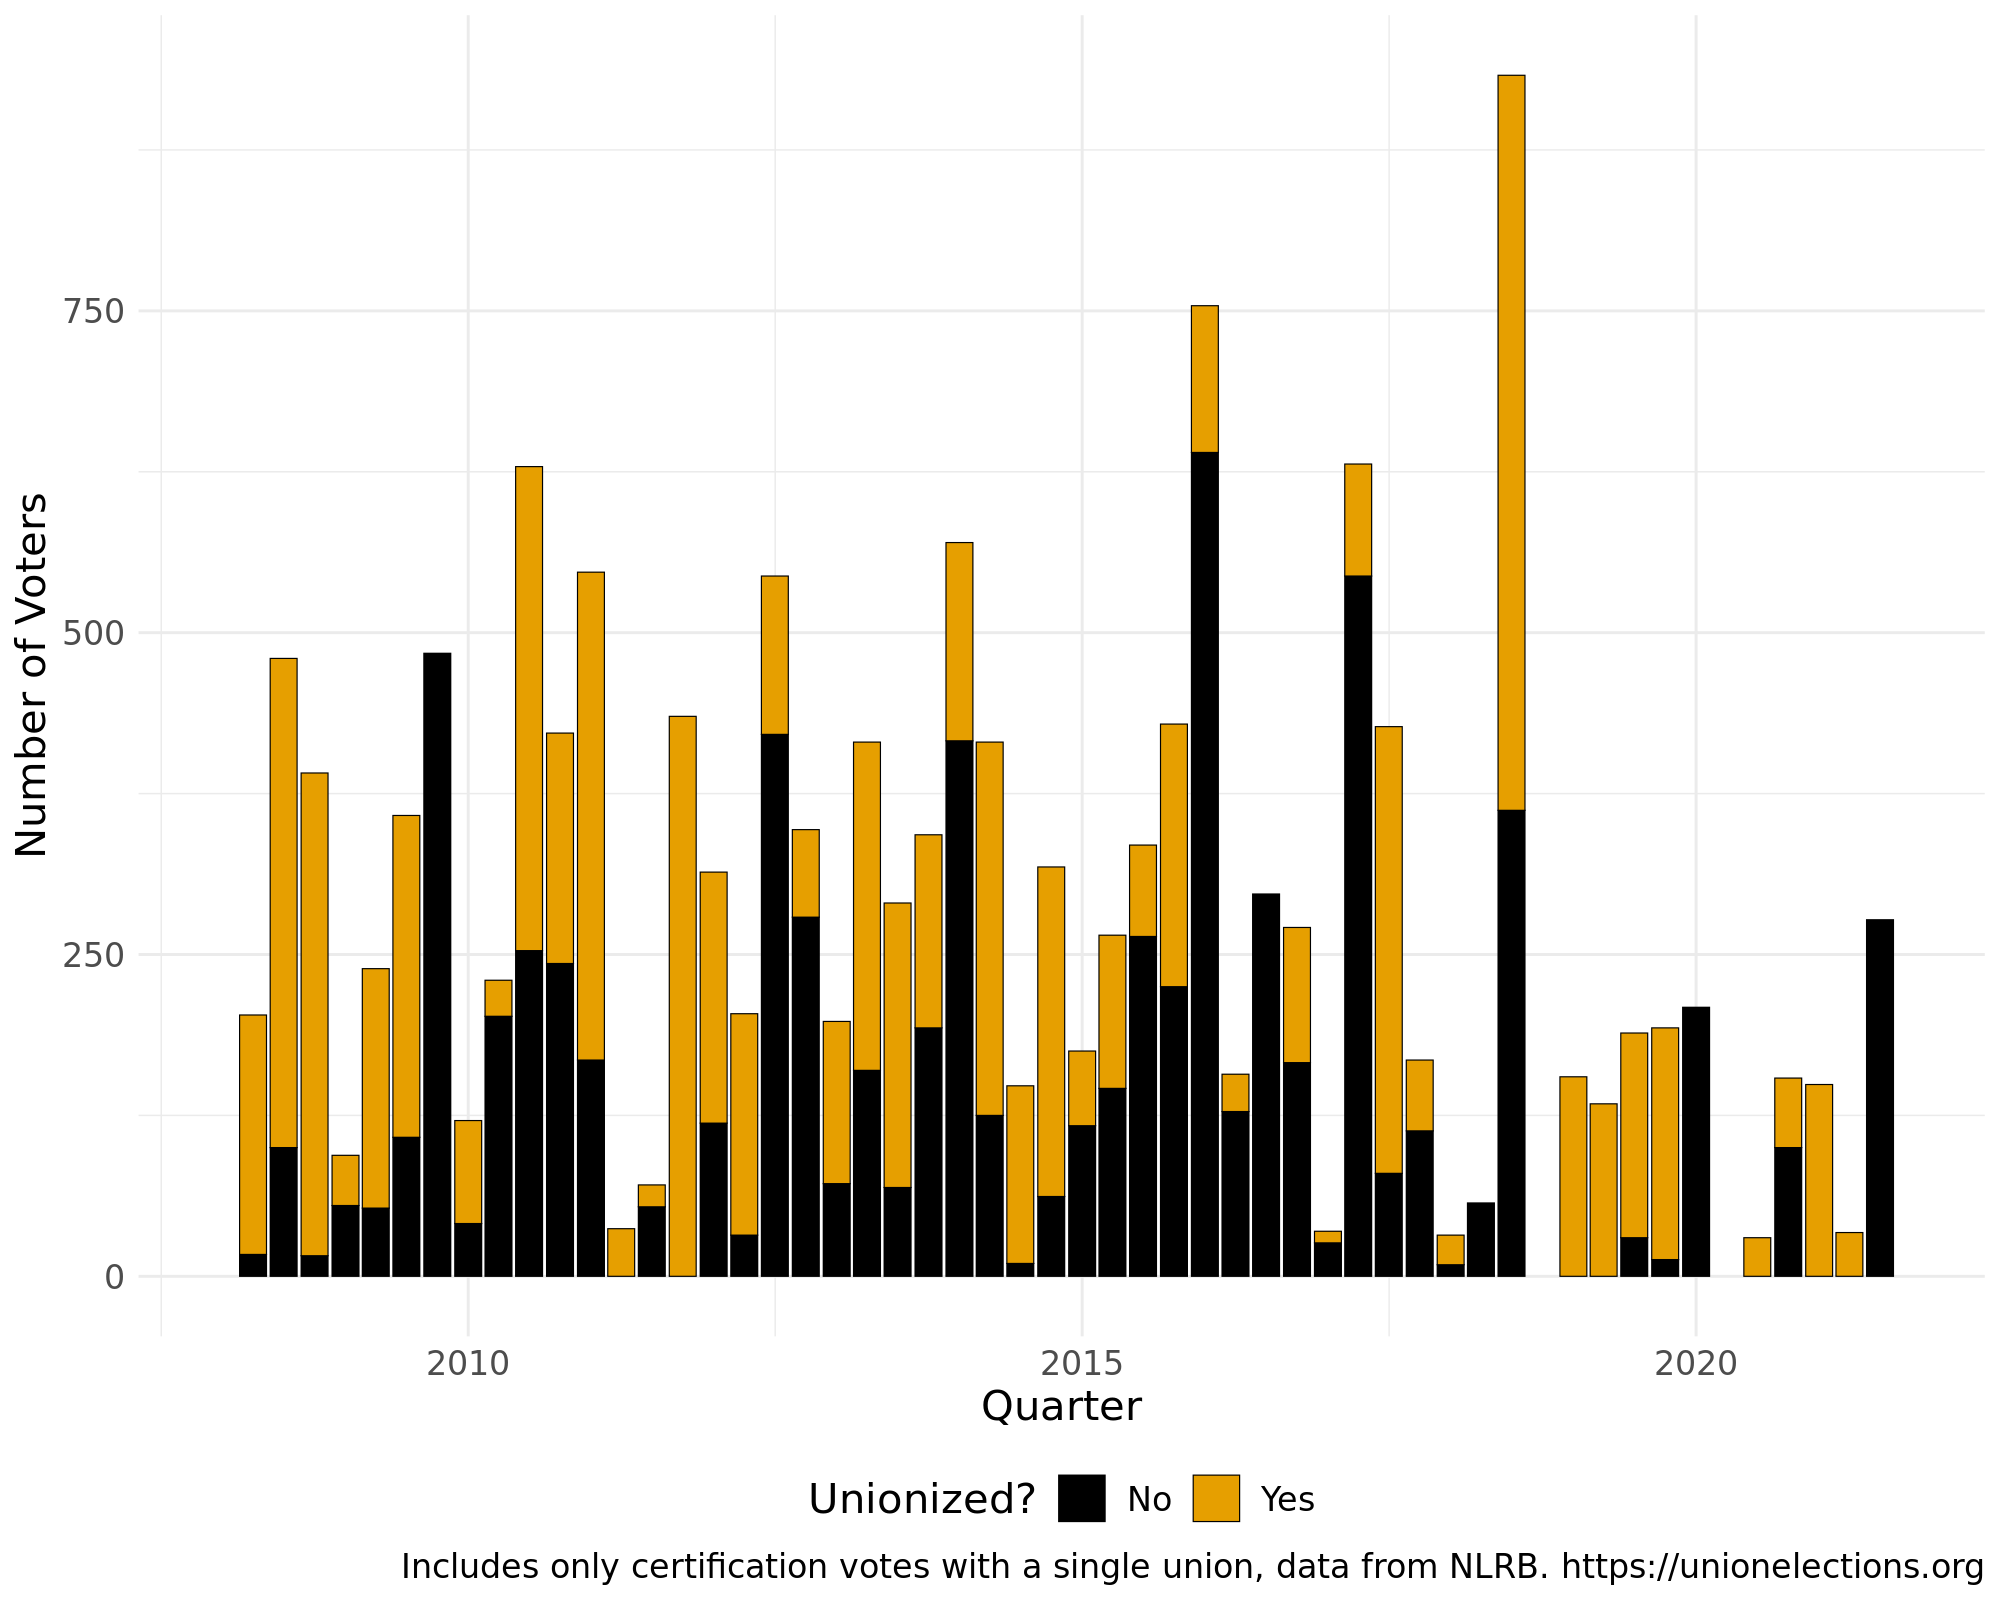 Number of Voters
750
500
250
0
2010 2015 2020
Quarter
Unionized? No Yes
Includes only certification votes with a single union, data from NLRB. https://unionelections.org